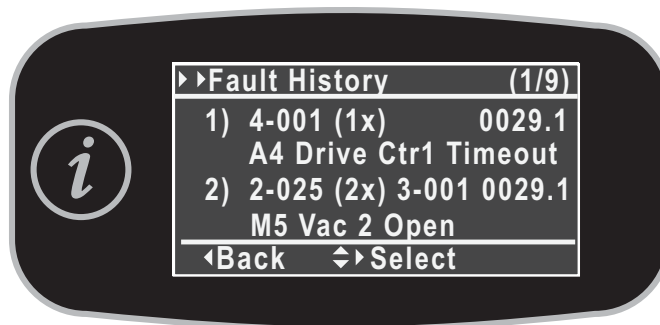 Fault History (1/9)
1) 4-001 (1x) 0029.1
A4 Drive Ctr1 Timeout
2) 2-025 (2x) 3-001 0029.1
M5 Vac 2 Open
Back Select
i